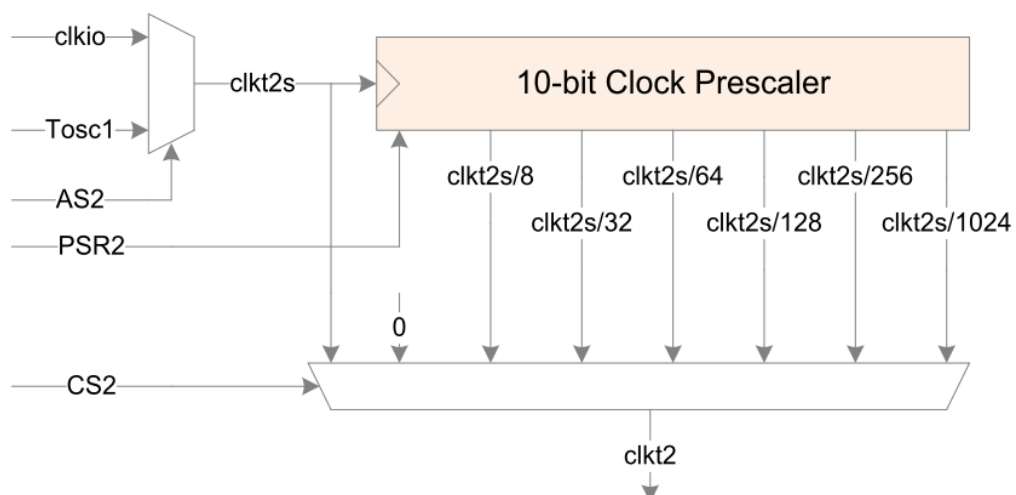 clkio
clkt2s
10-bit Clock Prescaler
Tosc1
AS2
PSR2
clkt2s/8
clkt2s/64
clkt2s/256
clkt2s/32
clkt2s/128
clkt2s/1024
0
CS2
clkt2